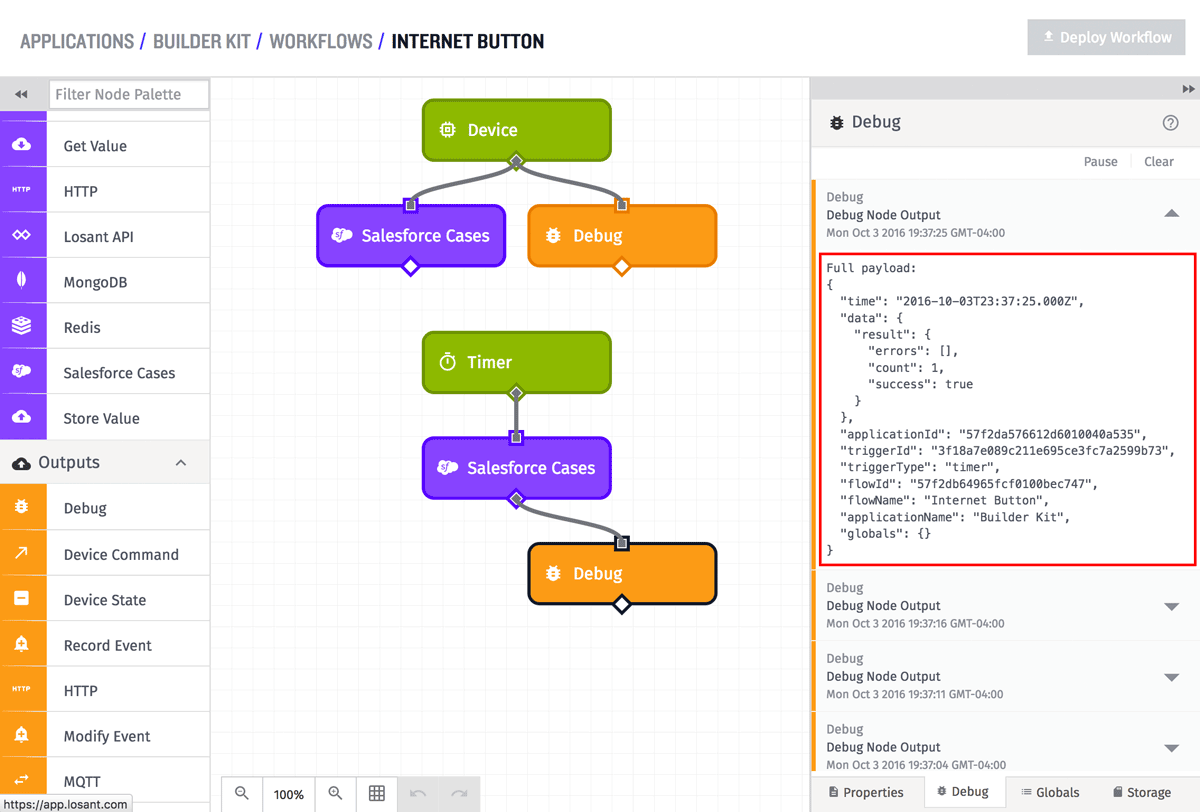 APPLICATIONS / BUILDER KIT / WORKFLOWS / INTERNET BUTTON
Deploy Workflow
Filter Node Palette
Get Value
HTTP HTTP
Losant API
MongoDB
Redis
sf Salesforce Cases
Store Value
Outputs
Debug
Device Command
Device State
Record Event
HTTP HTTP
Modify Event
MQTT
https://app.losant.com
Device
sf Salesforce Cases
Debug
Timer
sf Salesforce Cases
Debug
100%
Debug
Pause
Clear
Debug
Debug Node Output
Mon Oct 3 2016 19:37:25 GMT-04:00
Full payload:
{
"time": "2016-10-03T23:37:25.000Z",
"data": {
"result": {
"errors": [],
"count": 1,
"success": true
}
},
"applicationId": "57f2da576612d6010040a535",
"triggerId": "3f18a7e089c211e695ce3fc7a2599b73",
"triggerType": "timer",
"flowId": "57f2db64965fcf0100bec747",
"flowName": "Internet Button",
"applicationName": "Builder Kit",
"globals": {}
}
Debug
Debug Node Output
Mon Oct 3 2016 19:37:16 GMT-04:00
Debug
Debug Node Output
Mon Oct 3 2016 19:37:11 GMT-04:00
Debug
Debug Node Output
Mon Oct 3 2016 19:37:04 GMT-04:00
Properties
Debug
Globals
Storage